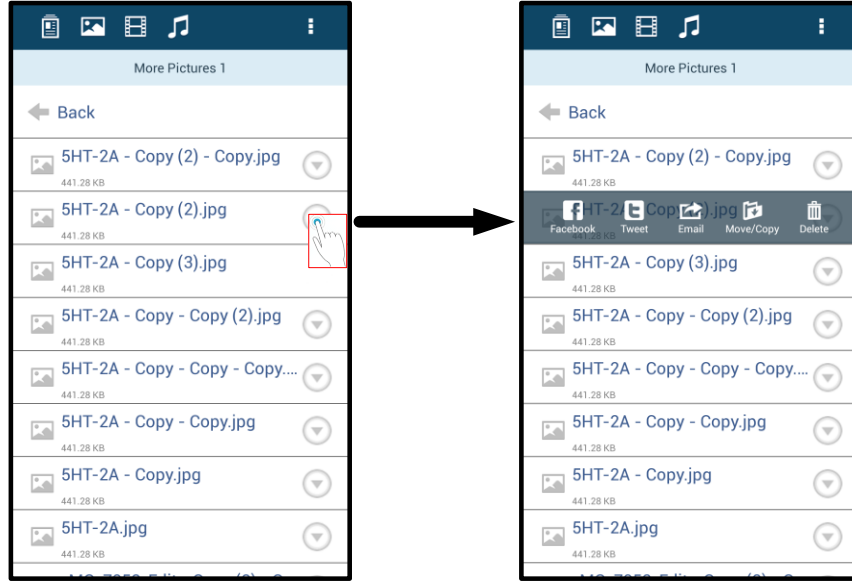 More Pictures 1
Back
5HT-2A - Copy (2) - Copy.jpg
441.28 KB
5HT-2A - Copy (2).jpg
441.28 KB
5HT-2A - Copy (3).jpg
441.28 KB
5HT-2A - Copy - Copy (2).jpg
441.28 KB
5HT-2A - Copy - Copy - Copy....
441.28 KB
5HT-2A - Copy - Copy.jpg
441.28 KB
5HT-2A - Copy.jpg
441.28 KB
5HT-2A.jpg
441.28 KB
More Pictures 1
Back
5HT-2A - Copy (2) - Copy.jpg
441.28 KB
Facebook Tweet Email Move/Copy Delete
5HT-2A - Copy (3).jpg
441.28 KB
5HT-2A - Copy - Copy (2).jpg
441.28 KB
5HT-2A - Copy - Copy - Copy....
441.28 KB
5HT-2A - Copy - Copy.jpg
441.28 KB
5HT-2A - Copy.jpg
441.28 KB
5HT-2A.jpg
441.28 KB